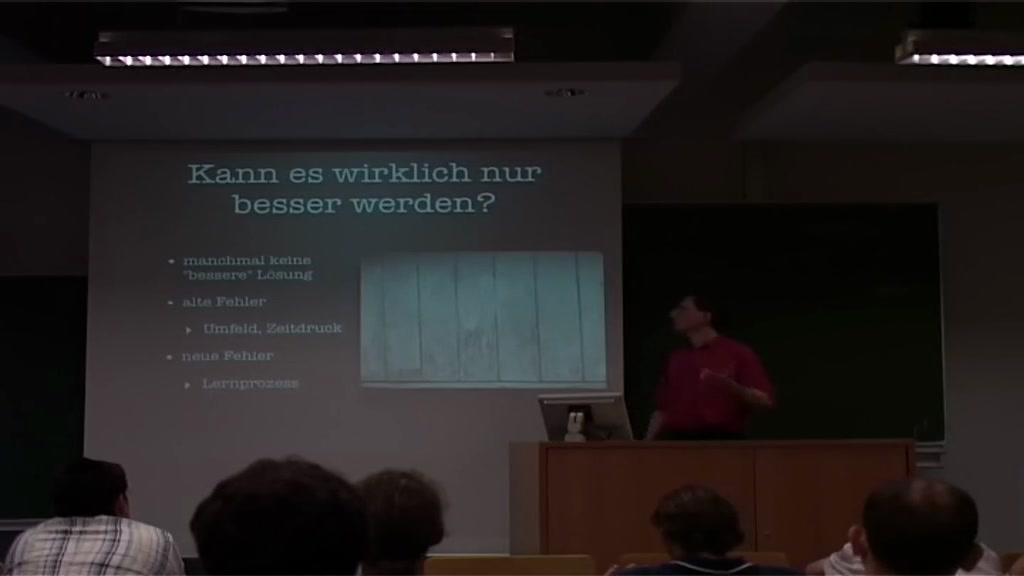 Kann es wirklich nur
besser werden?
• manchmal keine
"bessere" Lösung
• alte Fehler
▸ Umfeld, Zeitdruck
• neue Fehler
▸ Lernprozess